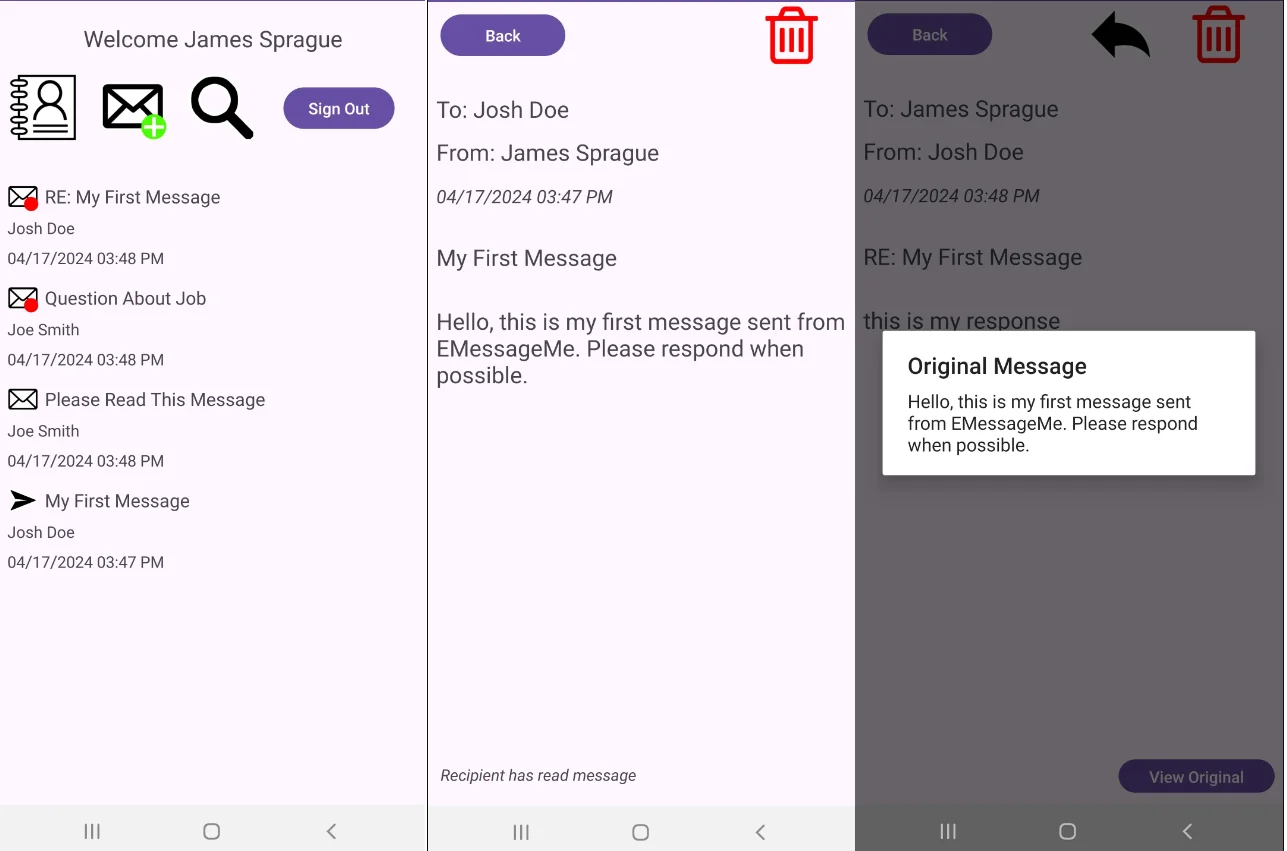 Welcome James Sprague
Sign Out
RE: My First Message
Josh Doe
04/17/2024 03:48 PM
Question About Job
Joe Smith
04/17/2024 03:48 PM
Please Read This Message
Joe Smith
04/17/2024 03:48 PM
My First Message
Josh Doe
04/17/2024 03:47 PM
Back
To: Josh Doe
From: James Sprague
04/17/2024 03:47 PM
My First Message
Hello, this is my first message sent from
EMessageMe. Please respond when
possible.
Recipient has read message
Back
To: James Sprague
From: Josh Doe
04/17/2024 03:48 PM
RE: My First Message
this is my response
Original Message
Hello, this is my first message sent
from EMessageMe. Please respond
when possible.
View Original